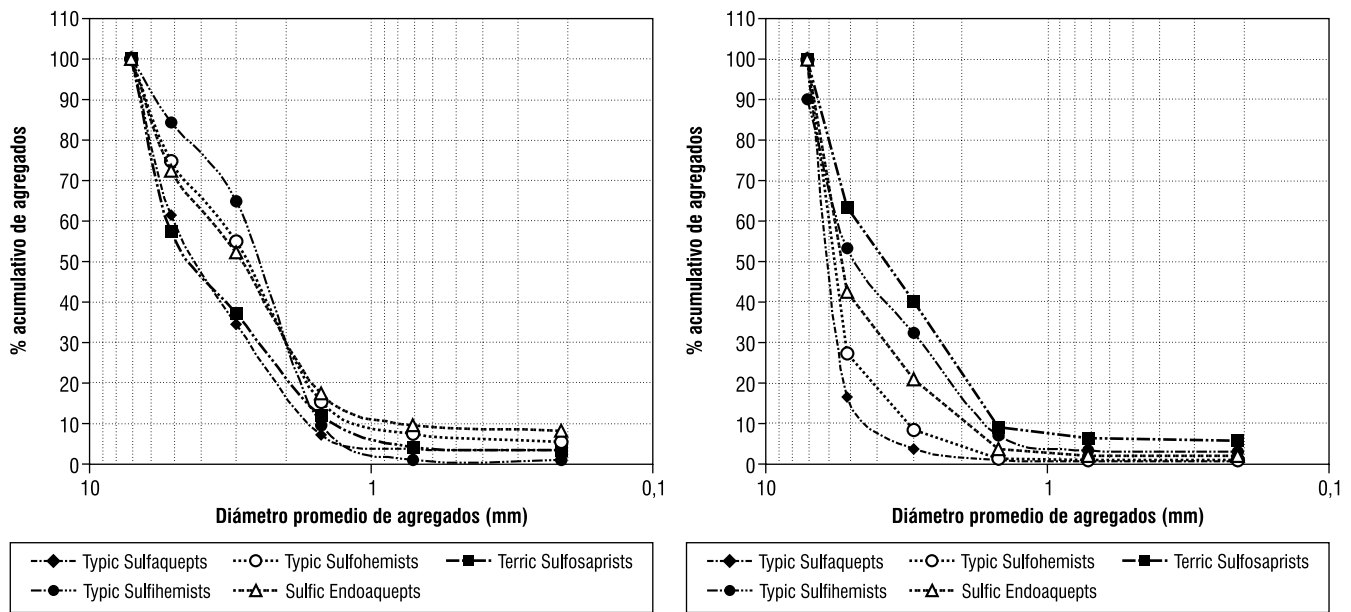 % acumulativo de agregados
110
100
90
80
70
60
50
40
30
20
10
0
10
1
0,1
Diámetro promedio de agregados (mm)
Typic Sulfaquepts
Typic Sulfohemists
Terric Sulfosaprists
Typic Sulfihemists
Sulfic Endoaquepts
% acumulativo de agregados
110
100
90
80
70
60
50
40
30
20
10
0
10
1
0,1
Diámetro promedio de agregados (mm)
Typic Sulfaquepts
Typic Sulfohemists
Terric Sulfosaprists
Typic Sulfihemists
Sulfic Endoaquepts